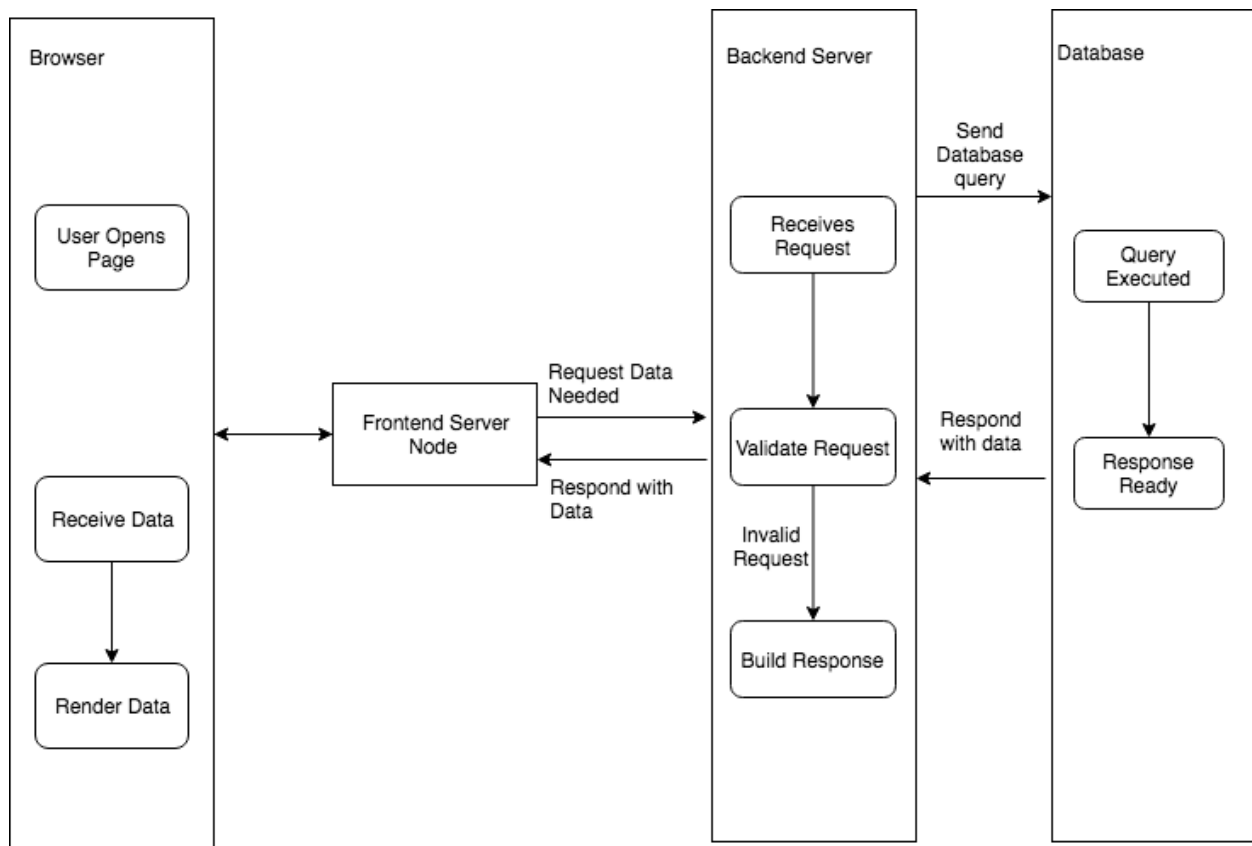 Browser
User Opens
Page
Receive Data
Render Data
Frontend Server
Node
Request Data
Needed
Respond with
Data
Backend Server
Receives
Request
Validate Request
Invalid
Request
Build Response
Send
Database
query
Respond
with data
Database
Query
Executed
Response
Ready